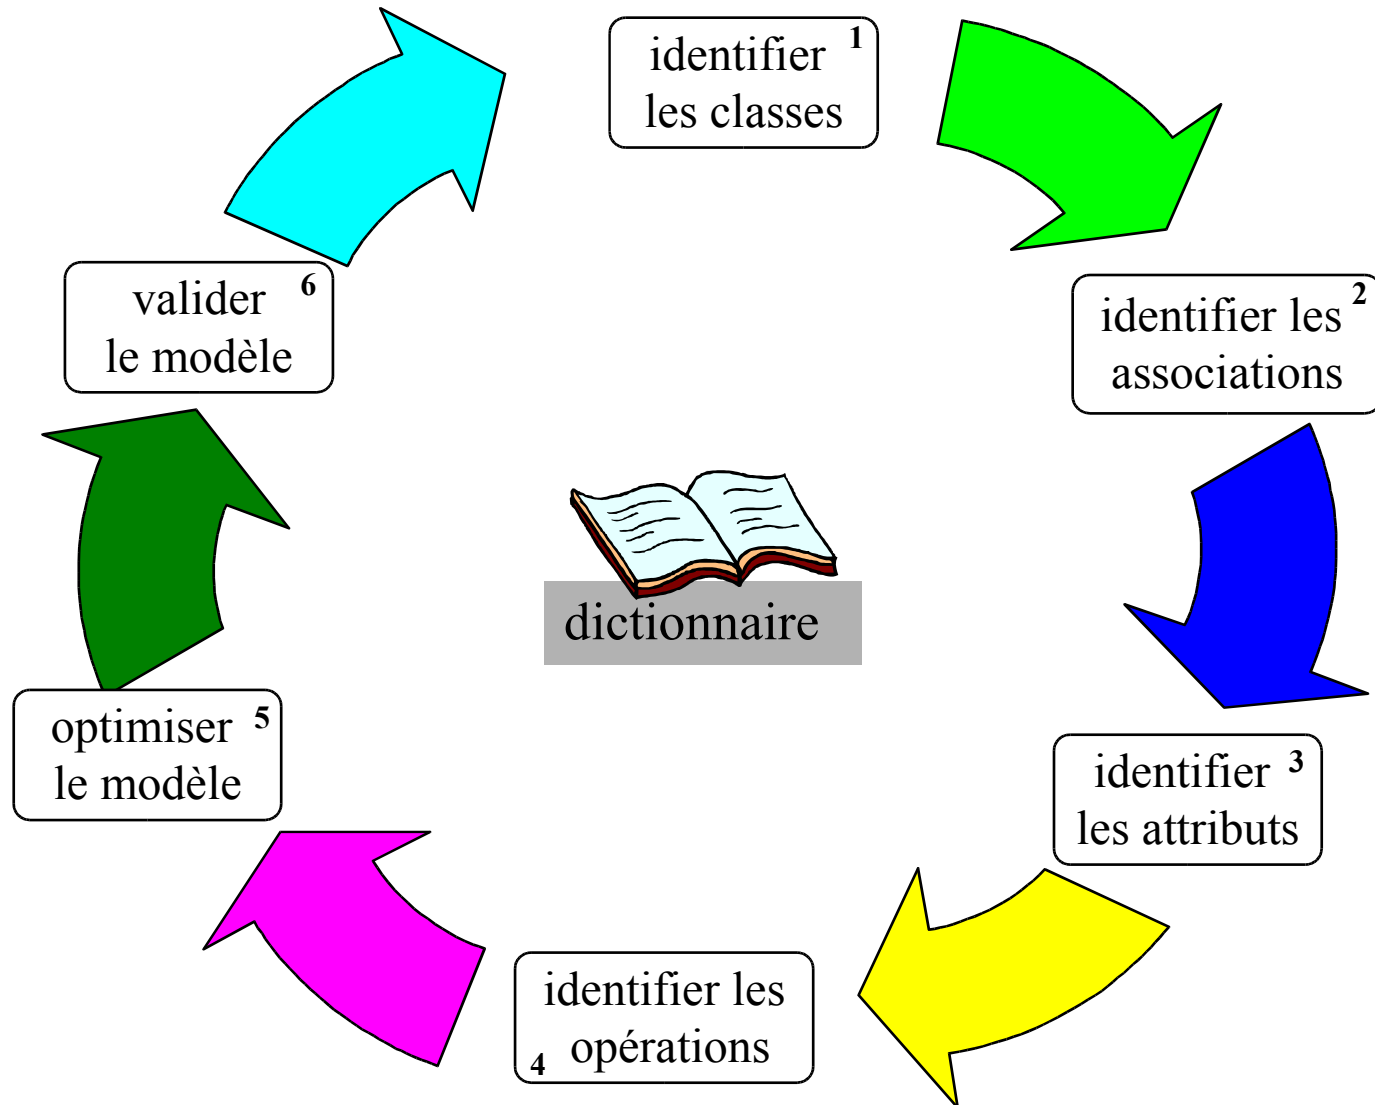 identifier 1
les classes
identifier les 2
associations
identifier 3
les attributs
identifier les
4 opérations
optimiser 5
le modèle
valider 6
le modèle
dictionnaire